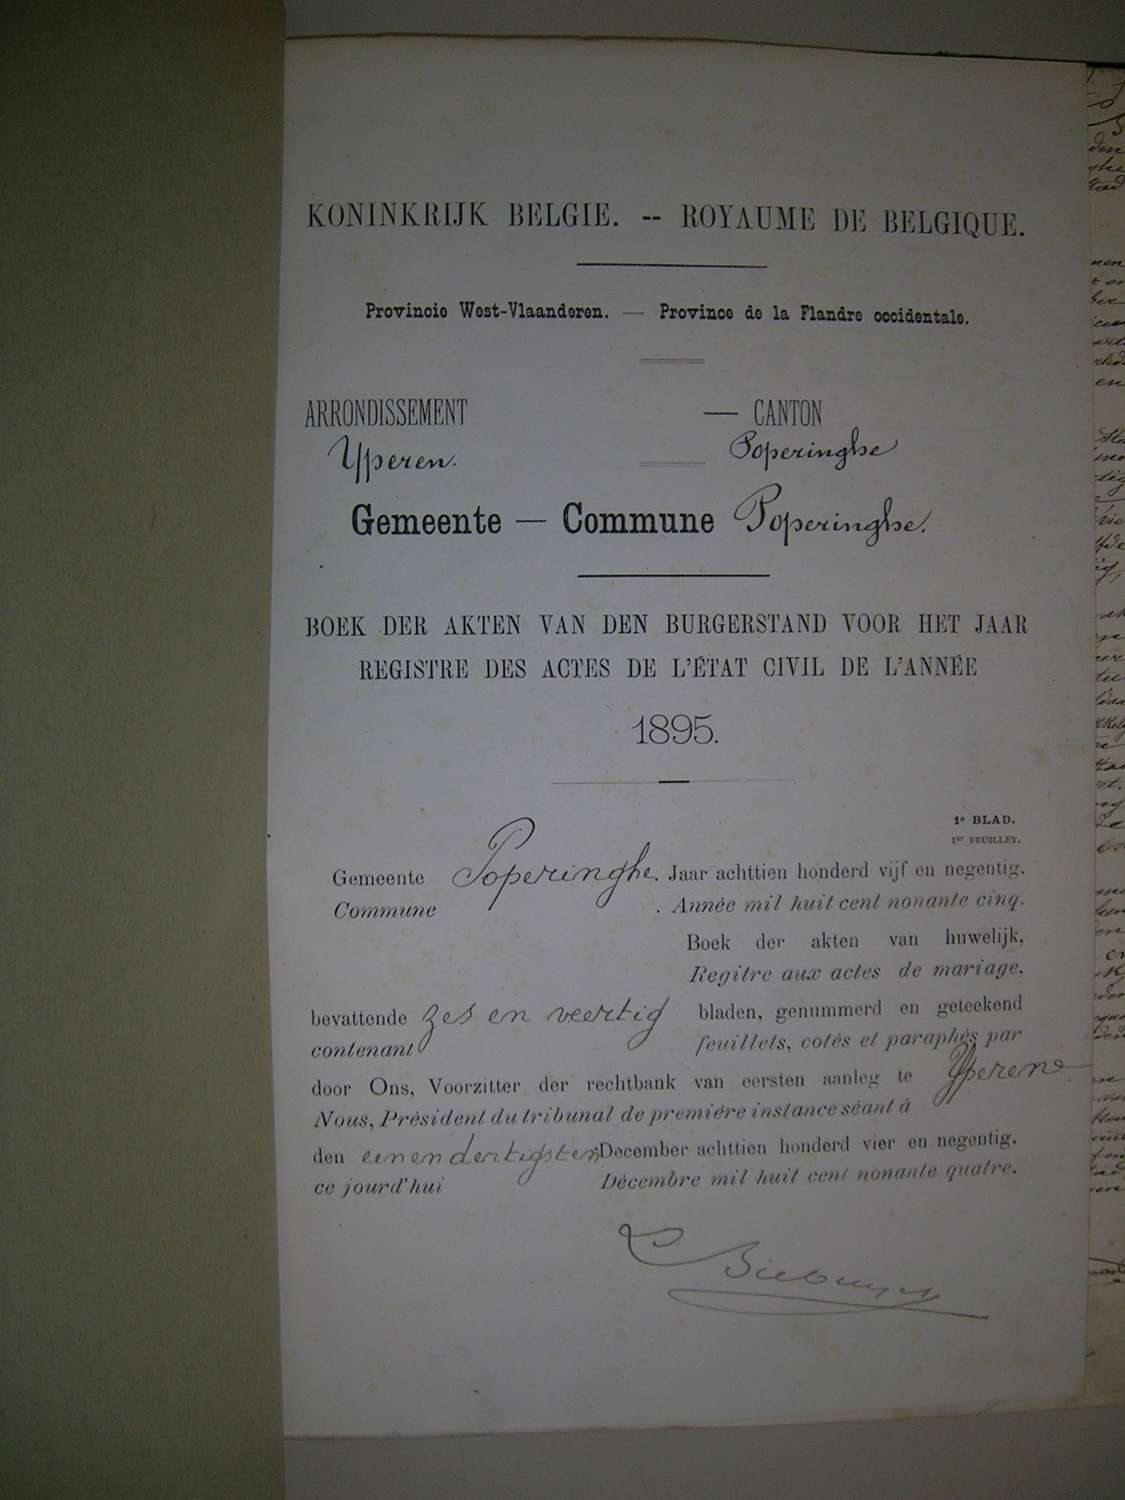 KONINKRIJK BELGIE. -- ROYAUME DE BELGIQUE.
Provincie West-Vlaanderen. — Province de la Flandre occidentale.
ARRONDISSEMENT — CANTON
Yperen. Poperinghe
Gemeente — Commune Poperinghe.
BOEK DER AKTEN VAN DEN BURGERSTAND VOOR HET JAAR
REGISTRE DES ACTES DE L'ÉTAT CIVIL DE L'ANNÉE
1895.
1e BLAD.
1er FEUILLET.
Gemeente Poperinghe. Jaar achttien honderd vijf en negentig.
Commune . Année mil huit cent nonante cinq.
Boek der akten van huwelijk,
Regitre aux actes de mariage,
bevattende zes en veertig bladen, genummerd en geteekend
contenant feuillets, cotés et paraphés par
door Ons, Voorzitter der rechtbank van eersten aanleg te Yperen
Nous, Président du tribunal de première instance séant à
den eenendertigsten December achttien honderd vier en negentig.
ce jourd'hui Décembre mil huit cent nonante quatre.